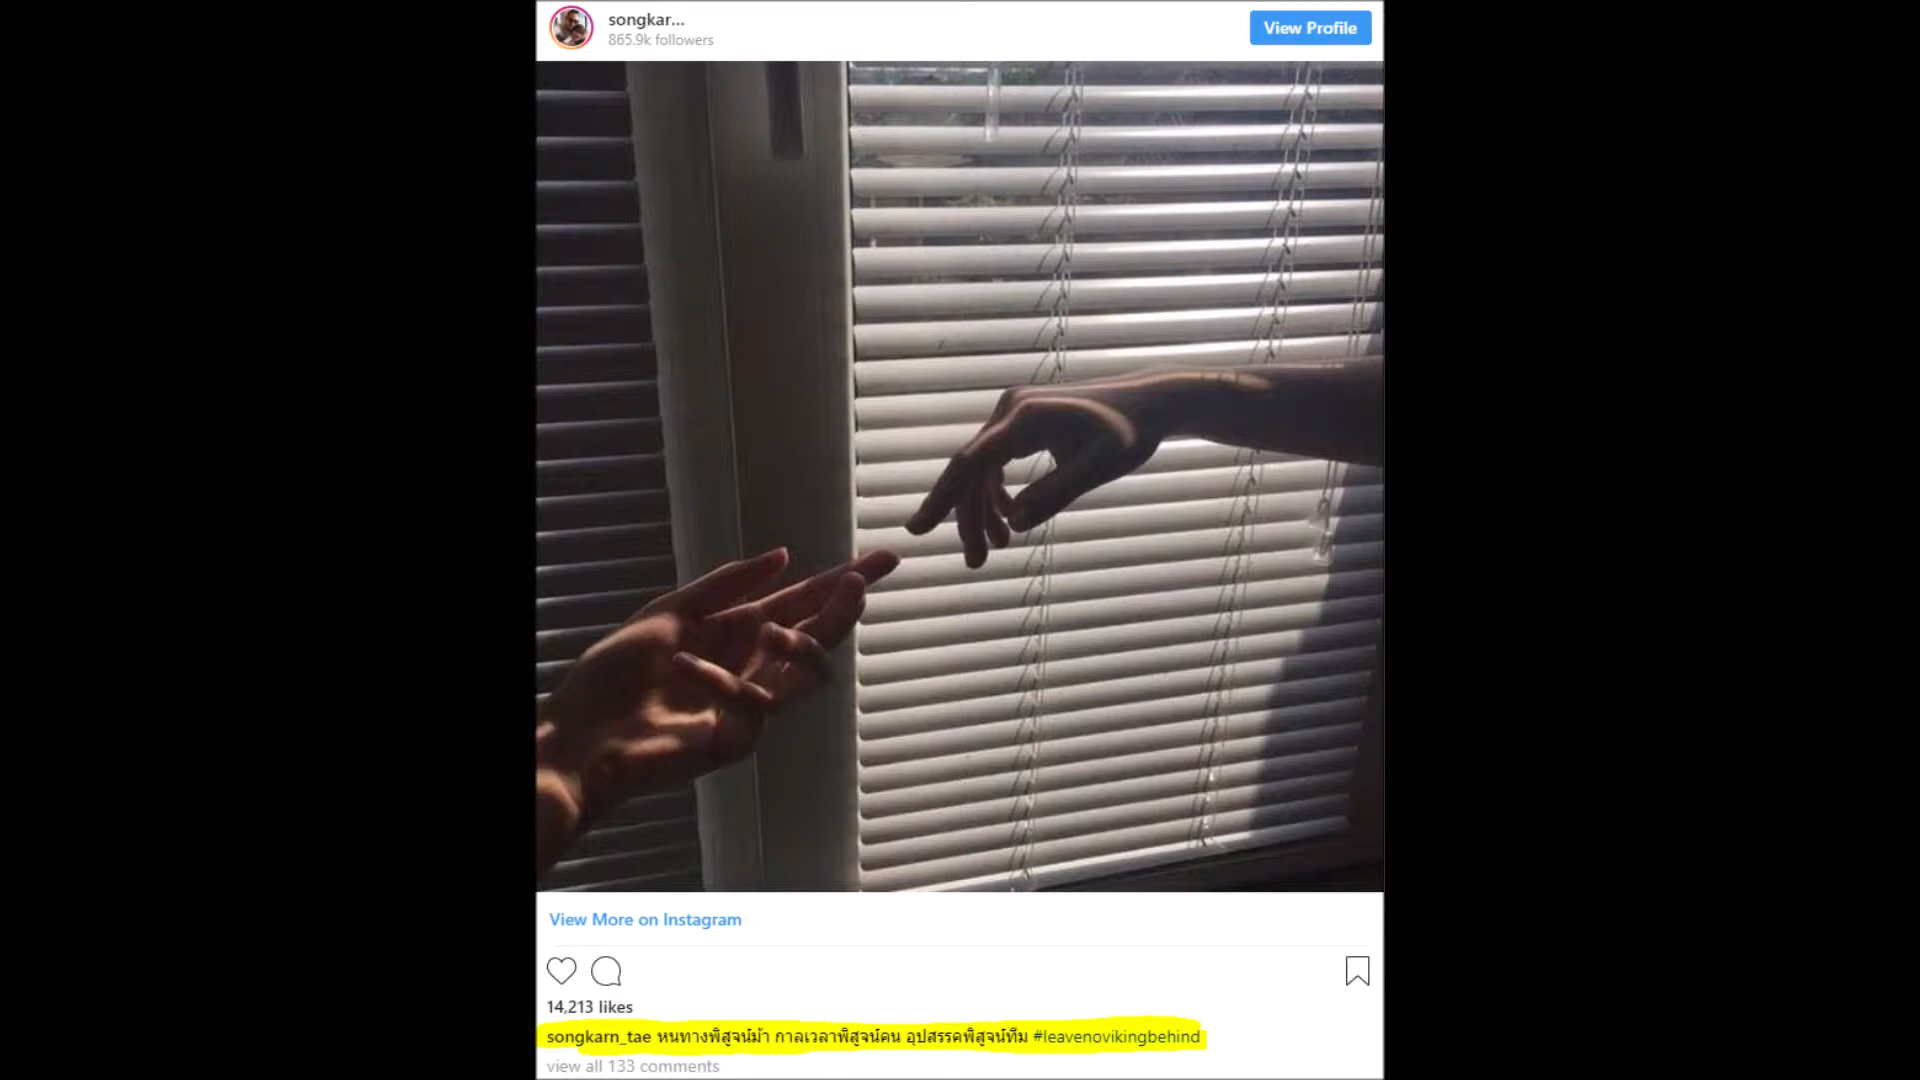 songkar...
865.9k followers
View Profile
View More on Instagram
14,213 likes
songkarn_tae หนทางพิสูจน์ม้า กาลเวลาพิสูจน์คน อุปสรรคพิสูจน์ทีม #leavenovikingbehind
view all 133 comments